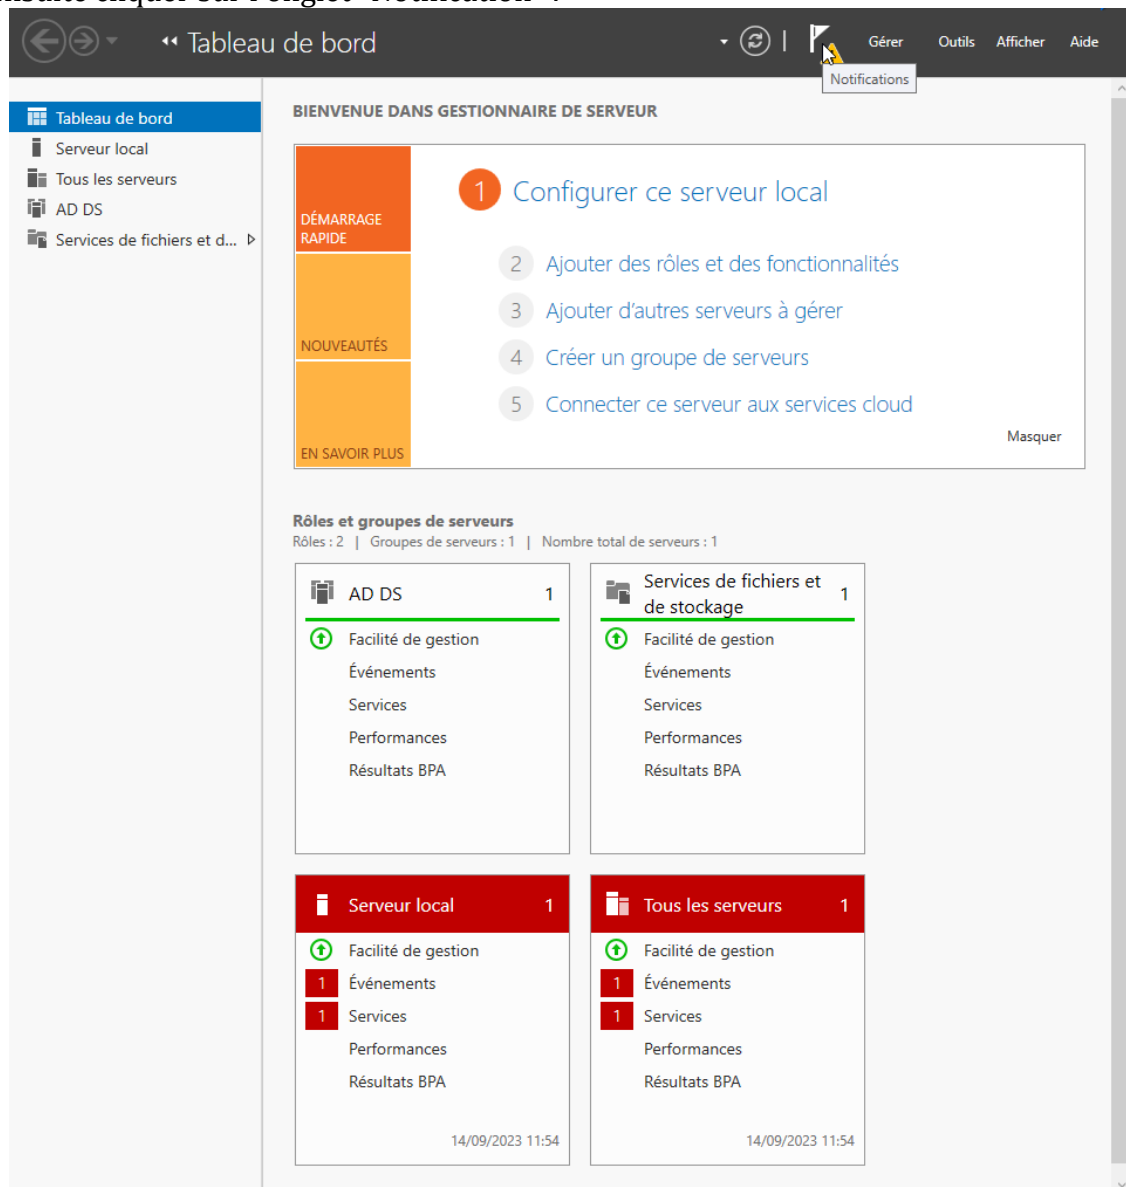 ensuite cliquer sur l'onglet "Notification" :
Tableau de bord
Gérer Outils Afficher Aide
Notifications
Tableau de bord
Serveur local
Tous les serveurs
AD DS
Services de fichiers et d...
BIENVENUE DANS GESTIONNAIRE DE SERVEUR
DÉMARRAGE
RAPIDE
NOUVEAUTÉS
EN SAVOIR PLUS
1 Configurer ce serveur local
2 Ajouter des rôles et des fonctionnalités
3 Ajouter d'autres serveurs à gérer
4 Créer un groupe de serveurs
5 Connecter ce serveur aux services cloud
Masquer
Rôles et groupes de serveurs
Rôles : 2 | Groupes de serveurs : 1 | Nombre total de serveurs : 1
AD DS 1
Facilité de gestion
Événements
Services
Performances
Résultats BPA
Services de fichiers et
de stockage 1
Facilité de gestion
Événements
Services
Performances
Résultats BPA
Serveur local 1
Facilité de gestion
1 Événements
1 Services
Performances
Résultats BPA
14/09/2023 11:54
Tous les serveurs 1
Facilité de gestion
1 Événements
1 Services
Performances
Résultats BPA
14/09/2023 11:54